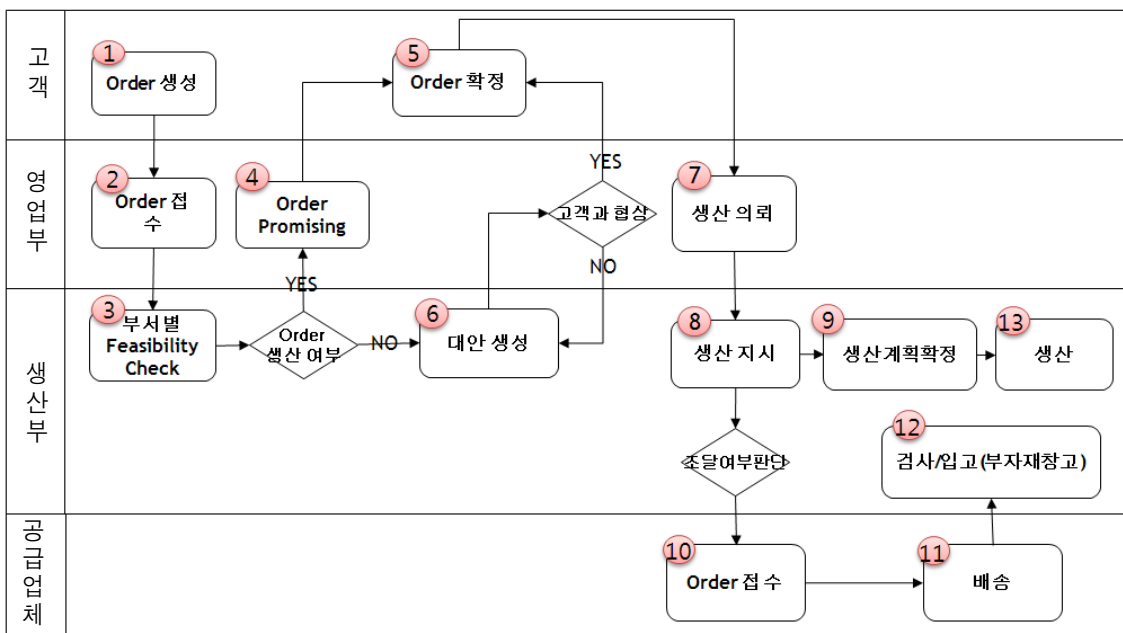 고객
1
Order 생성
5
Order 확정
영업부
2
Order 접
수
4
Order
Promising
YES
고객과 협상
NO
7
생산 의뢰
생산부
3
부서별
Feasibility
Check
YES
Order
생산 여부
NO
6
대안 생성
8
생산 지시
9
생산계획확정
13
생산
조달여부판단
12
검사/입고(부자재창고)
공급업체
10
Order 접수
11
배송